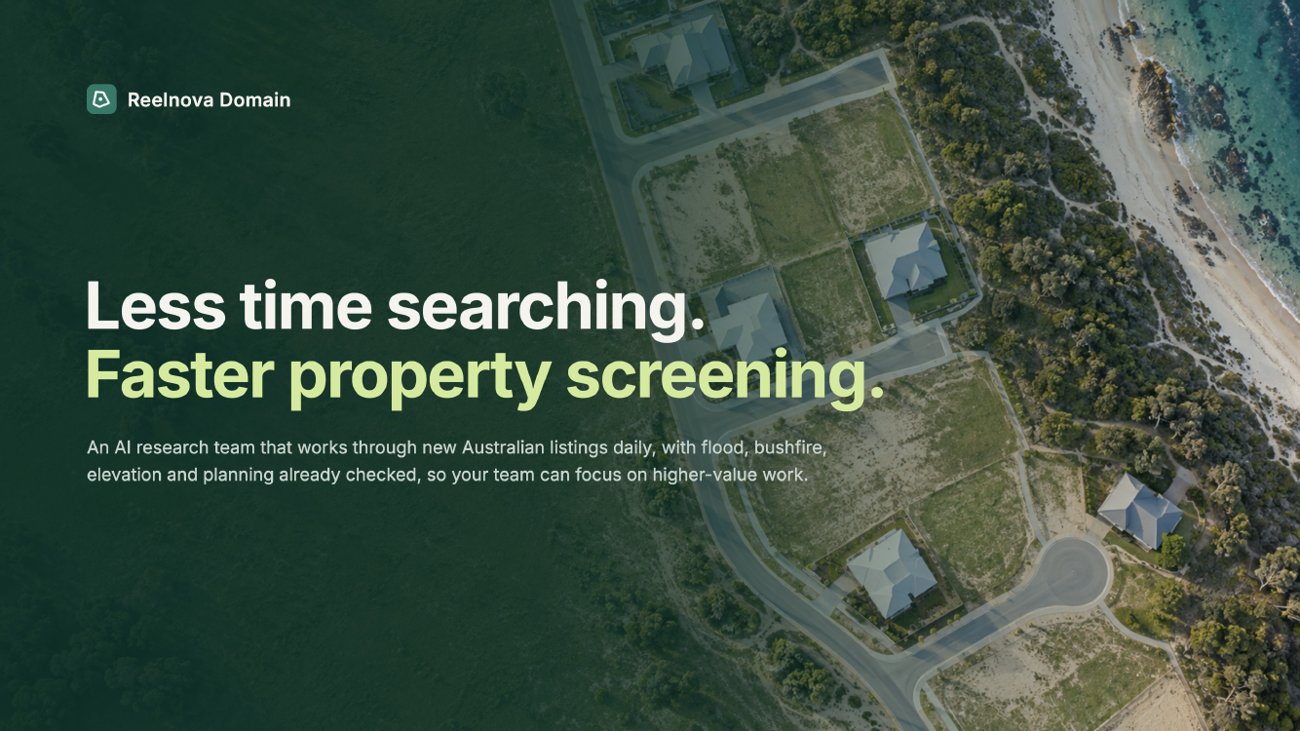 Reelnova Domain
Less time searching.
Faster property screening.
An AI research team that works through new Australian listings daily, with flood, bushfire,
elevation and planning already checked, so your team can focus on higher-value work.